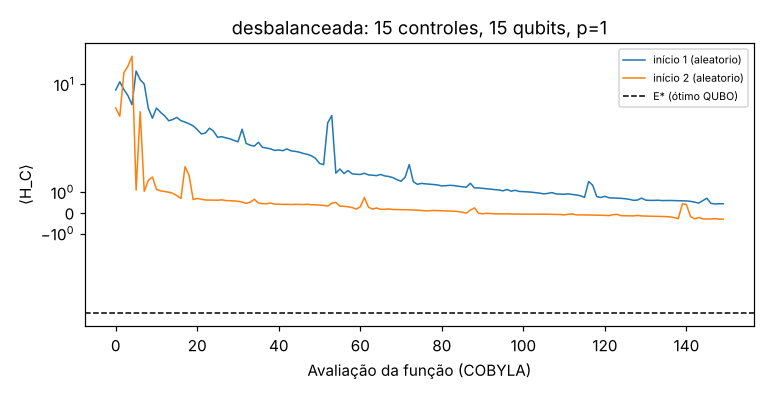 desbalanceada: 15 controles, 15 qubits, p=1
início 1 (aleatorio)
início 2 (aleatorio)
E* (ótimo QUBO)
⟨H_C⟩
10¹
10⁰
0
−10⁰
0 20 40 60 80 100 120 140
Avaliação da função (COBYLA)